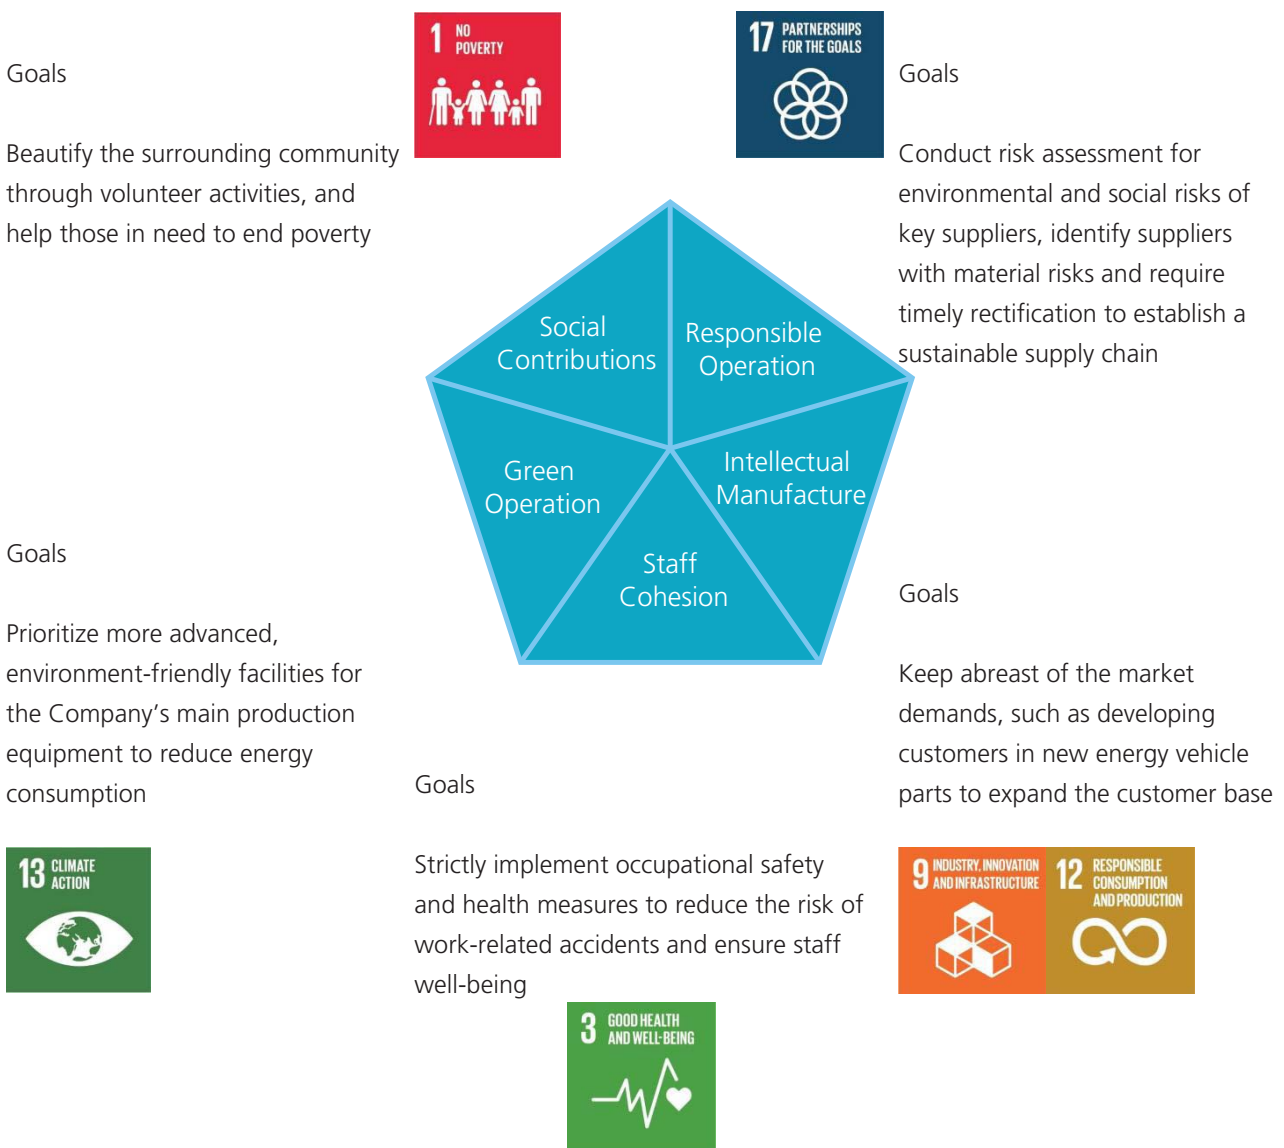 1 NO
POVERTY
Goals
Beautify the surrounding community
through volunteer activities, and
help those in need to end poverty
17 PARTNERSHIPS
FOR THE GOALS
Goals
Conduct risk assessment for
environmental and social risks of
key suppliers, identify suppliers
with material risks and require
timely rectification to establish a
sustainable supply chain
Social
Contributions
Responsible
Operation
Green
Operation
Intellectual
Manufacture
Staff
Cohesion
Goals
Prioritize more advanced,
environment-friendly facilities for
the Company’s main production
equipment to reduce energy
consumption
13 CLIMATE
ACTION
Goals
Strictly implement occupational safety
and health measures to reduce the risk of
work-related accidents and ensure staff
well-being
3 GOOD HEALTH
AND WELL-BEING
Goals
Keep abreast of the market
demands, such as developing
customers in new energy vehicle
parts to expand the customer base
9 INDUSTRY, INNOVATION
AND INFRASTRUCTURE
12 RESPONSIBLE
CONSUMPTION
AND PRODUCTION